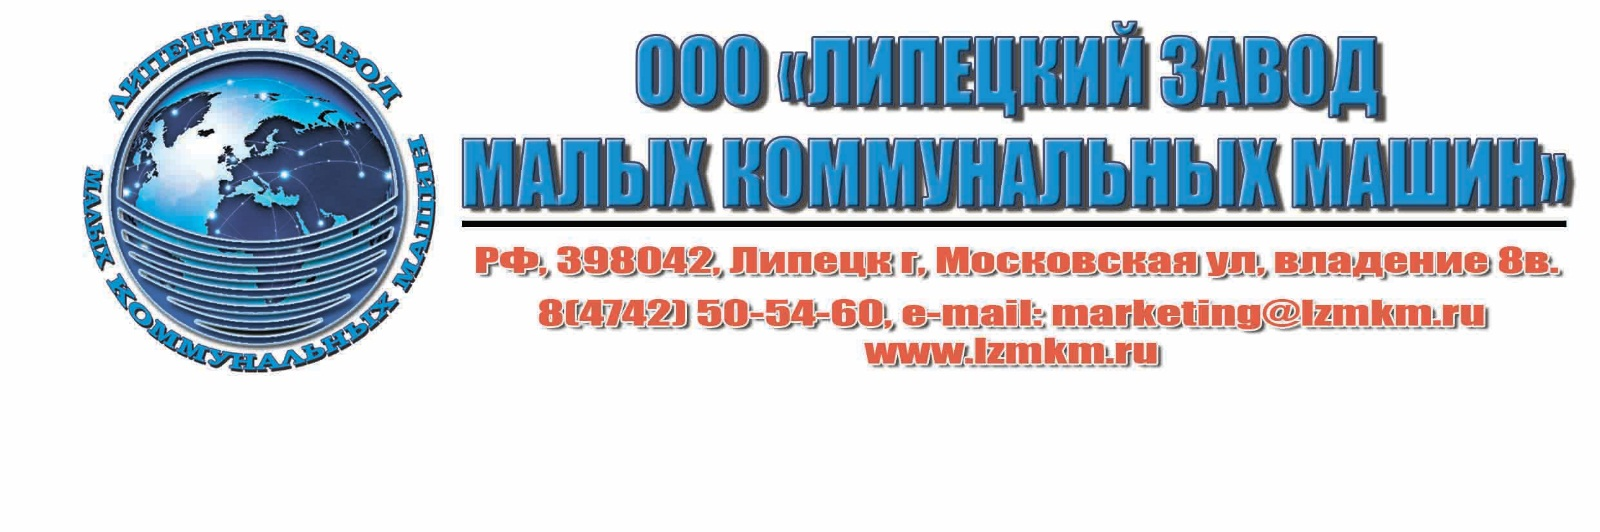 ЛИПЕЦКИЙ ЗАВОД
МАЛЫХ КОММУНАЛЬНЫХ МАШИН
ООО «ЛИПЕЦКИЙ ЗАВОД
МАЛЫХ КОММУНАЛЬНЫХ МАШИН»
РФ, 398042, Липецк г, Московская ул, владение 8в.
8(4742) 50-54-60, e-mail: marketing@lzmkm.ru
www.lzmkm.ru